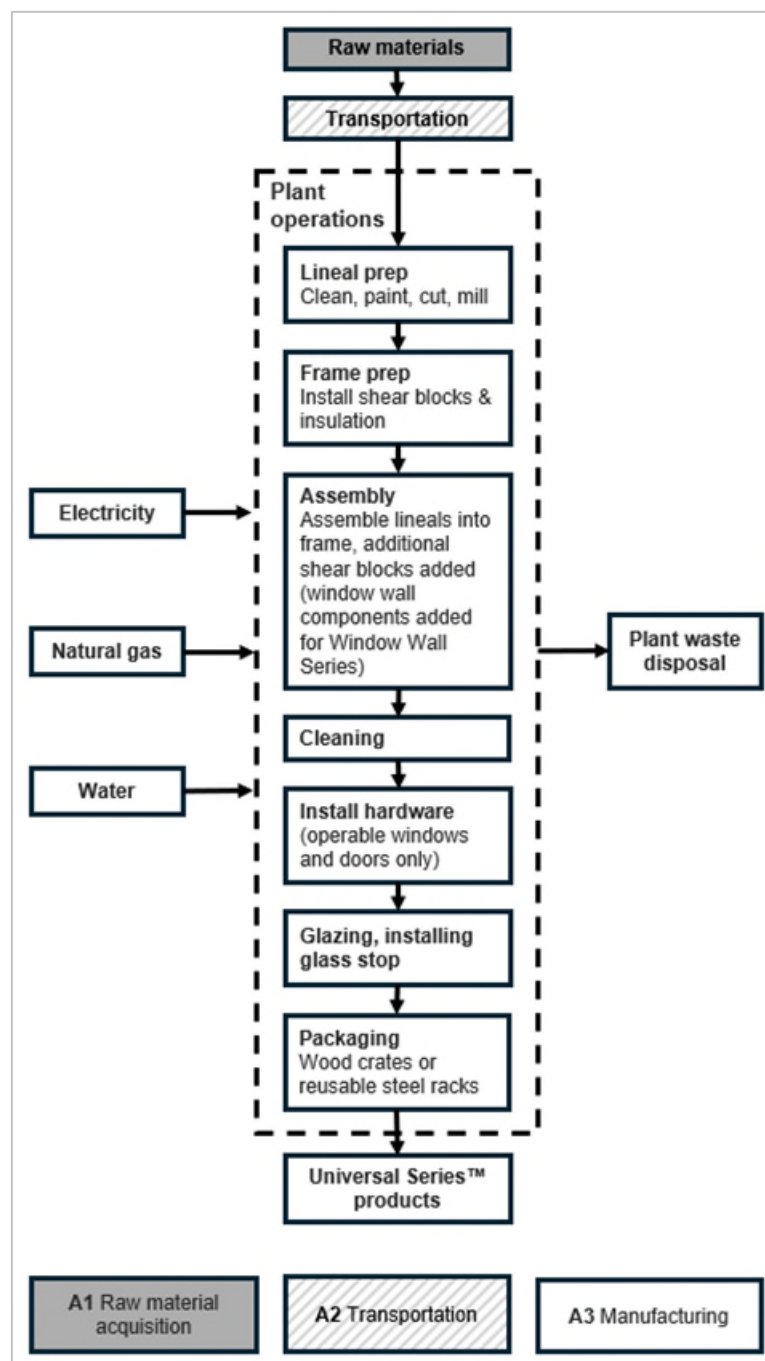 Raw materials
Transportation
Plant
operations
Lineal prep
Clean, paint, cut, mill
Frame prep
Install shear blocks &
insulation
Assembly
Assemble lineals into
frame, additional
shear blocks added
(window wall
components added
for Window Wall
Series)
Electricity
Natural gas
Water
Plant waste
disposal
Cleaning
Install hardware
(operable windows
and doors only)
Glazing, installing
glass stop
Packaging
Wood crates or
reusable steel racks
Universal Series™
products
A1 Raw material
acquisition
A2 Transportation
A3 Manufacturing